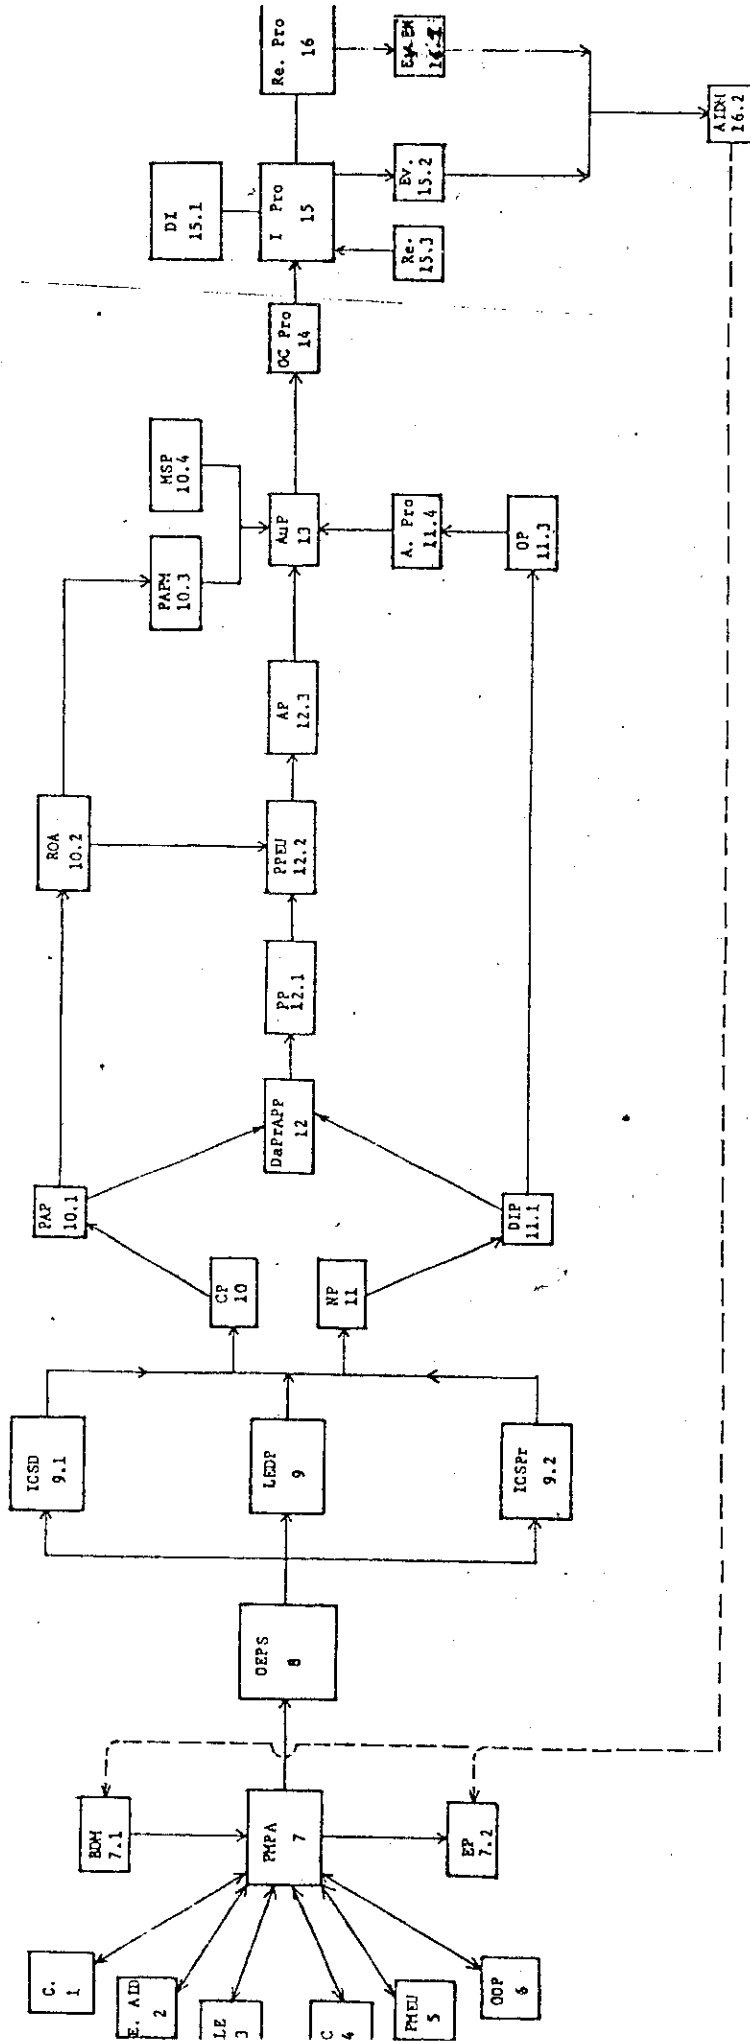 C.
1
E. AID
2
LE
3
C
4
PMEU
5
OOP
6
BDM
7.1
PMPA
7
EP
7.2
OEPS
8
ICSD
9.1
LEDP
9
ICSPr
9.2
CP
10
NP
11
PAP
10.1
DIP
11.1
DaPrAPP
12
PP
12.1
ROA
10.2
PPEU
12.2
AP
12.3
PAPM
10.3
MSP
10.4
AuP
13
A. Pro
11.4
OP
11.3
OC Pro
14
DI
15.1
I Pro
15
Re.
15.3
Ev.
15.2
Re. Pro
16
AIDM
16.2